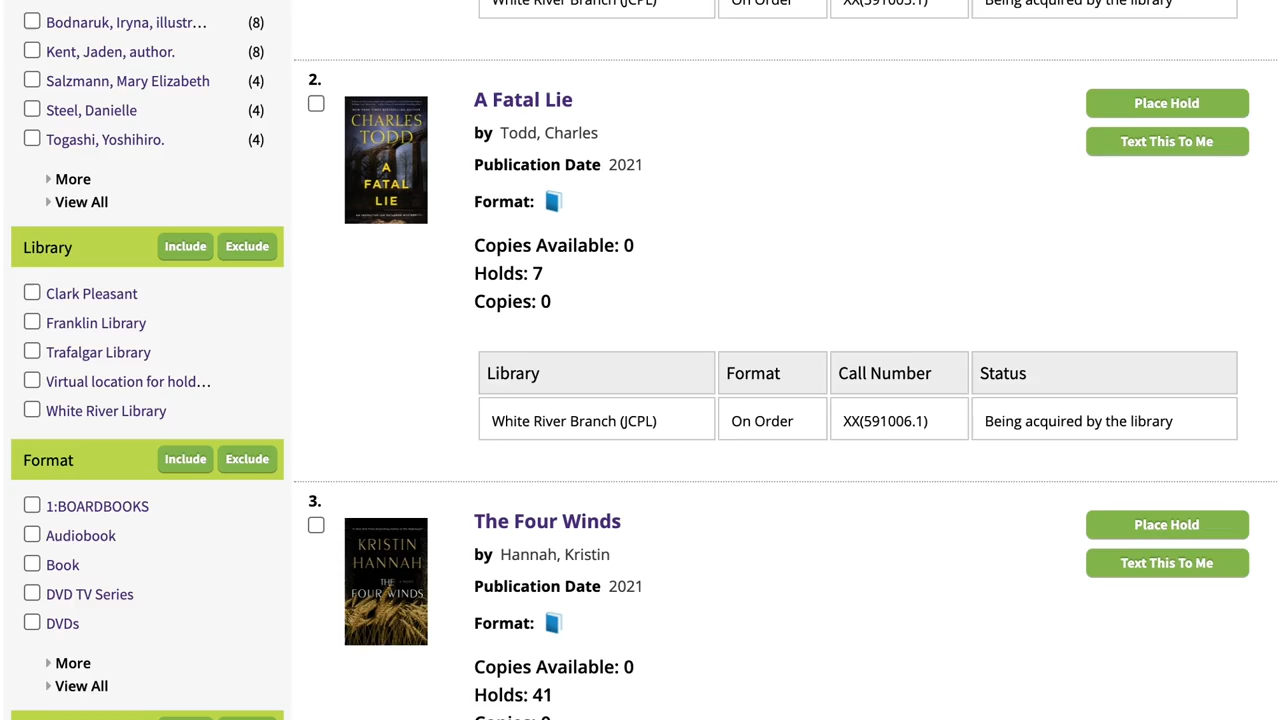 Bodnaruk, Iryna, illustr… (8)
Kent, Jaden, author. (8)
Salzmann, Mary Elizabeth (4)
Steel, Danielle (4)
Togashi, Yoshihiro. (4)
More
View All
Library Include Exclude
Clark Pleasant
Franklin Library
Trafalgar Library
Virtual location for hold…
White River Library
Format Include Exclude
1:BOARDBOOKS
Audiobook
Book
DVD TV Series
DVDs
More
View All
White River Branch (JCPL) On Order XX(591005.1) Being acquired by the library
2.
CHARLES
TODD
A
FATAL
LIE
A Fatal Lie
by Todd, Charles
Publication Date 2021
Format:
Copies Available: 0
Holds: 7
Copies: 0
Place Hold
Text This To Me
Library Format Call Number Status
White River Branch (JCPL) On Order XX(591006.1) Being acquired by the library
3.
KRISTIN
HANNAH
THE
FOUR WINDS
The Four Winds
by Hannah, Kristin
Publication Date 2021
Format:
Copies Available: 0
Holds: 41
Copies: 0
Place Hold
Text This To Me